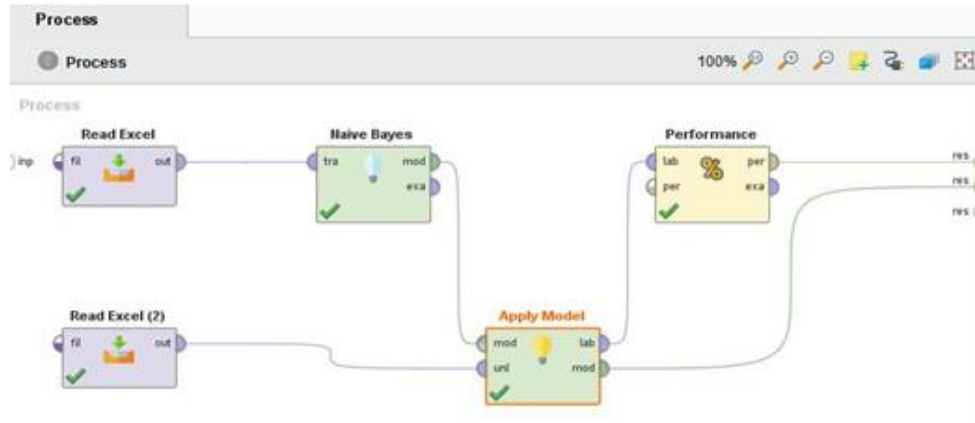 Process
Process
100%
Process
Read Excel
Naive Bayes
Performance
inp
fil
out
tra
mod
exa
lab
per
per
exa
res
res
res
Read Excel (2)
Apply Model
fil
out
mod
lab
unl
mod